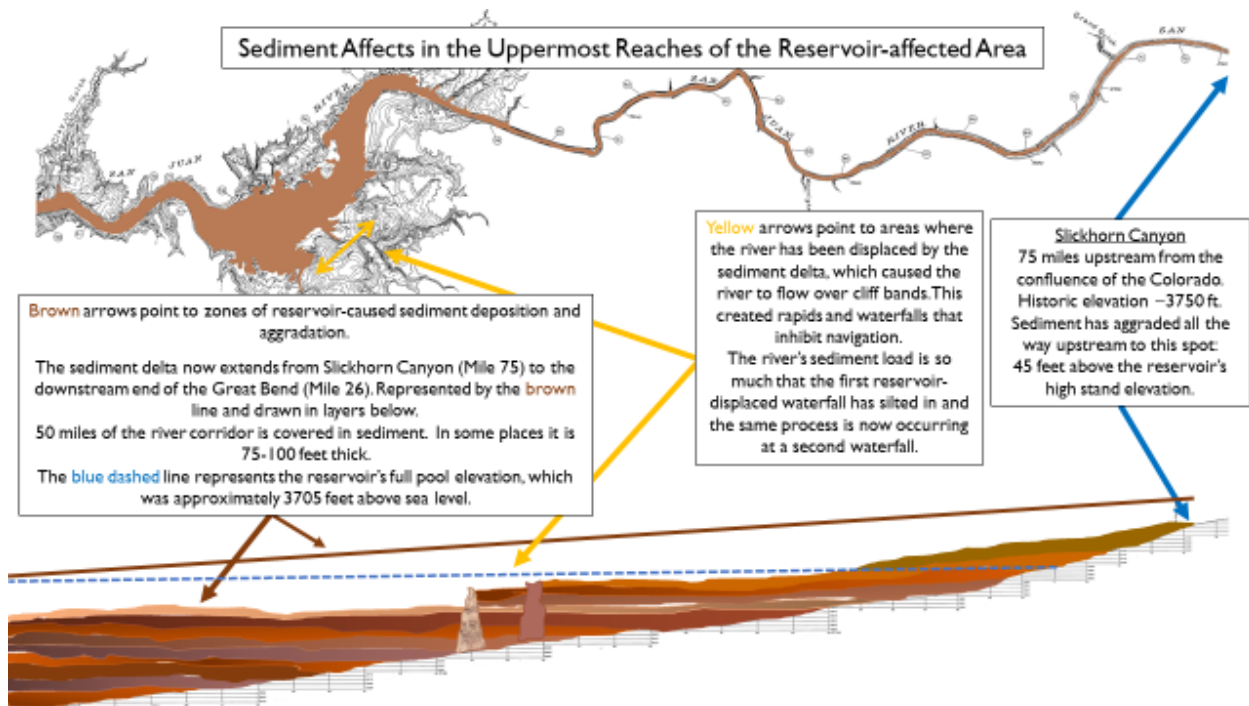 Sediment Affects in the Uppermost Reaches of the Reservoir-affected Area
SAN
JUAN
RIVER
SAN
JUAN
RIVER
SAN
Brown arrows point to zones of reservoir-caused sediment deposition and
aggradation.
The sediment delta now extends from Slickhorn Canyon (Mile 75) to the
downstream end of the Great Bend (Mile 26). Represented by the brown
line and drawn in layers below.
50 miles of the river corridor is covered in sediment. In some places it is
75-100 feet thick.
The blue dashed line represents the reservoir's full pool elevation, which
was approximately 3705 feet above sea level.
Yellow arrows point to areas where
the river has been displaced by the
sediment delta, which caused the
river to flow over cliff bands. This
created rapids and waterfalls that
inhibit navigation.
The river's sediment load is so
much that the first reservoir-
displaced waterfall has silted in and
the same process is now occurring
at a second waterfall.
Slickhorn Canyon
75 miles upstream from the
confluence of the Colorado.
Historic elevation ~3750 ft.
Sediment has aggraded all the
way upstream to this spot:
45 feet above the reservoir's
high stand elevation.